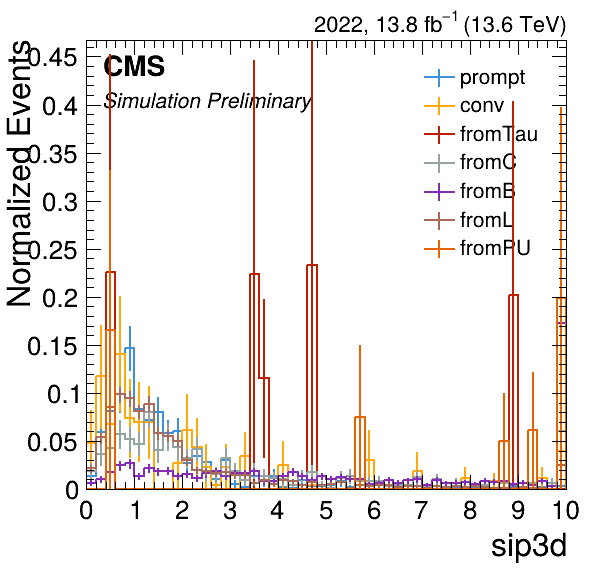 2022, 13.8 fb⁻¹ (13.6 TeV)
CMS
Simulation Preliminary
prompt
conv
fromTau
fromC
fromB
fromL
fromPU
Normalized Events
0.45
0.4
0.35
0.3
0.25
0.2
0.15
0.1
0.05
0
0 1 2 3 4 5 6 7 8 9 10
sip3d